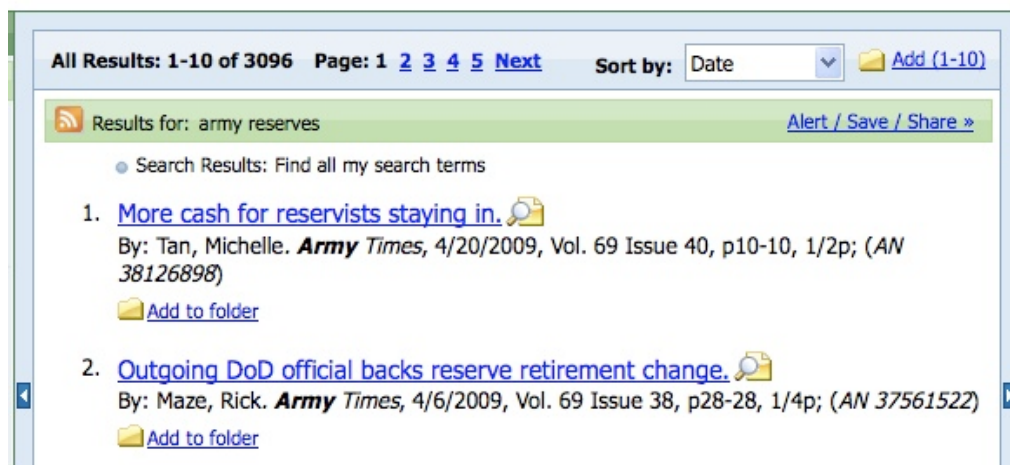 All Results: 1-10 of 3096 Page: 1 2 3 4 5 Next Sort by: Date Add (1-10)
Results for: army reserves Alert / Save / Share »
Search Results: Find all my search terms
1. More cash for reservists staying in.
By: Tan, Michelle. Army Times, 4/20/2009, Vol. 69 Issue 40, p10-10, 1/2p; (AN
38126898)
Add to folder
2. Outgoing DoD official backs reserve retirement change.
By: Maze, Rick. Army Times, 4/6/2009, Vol. 69 Issue 38, p28-28, 1/4p; (AN 37561522)
Add to folder